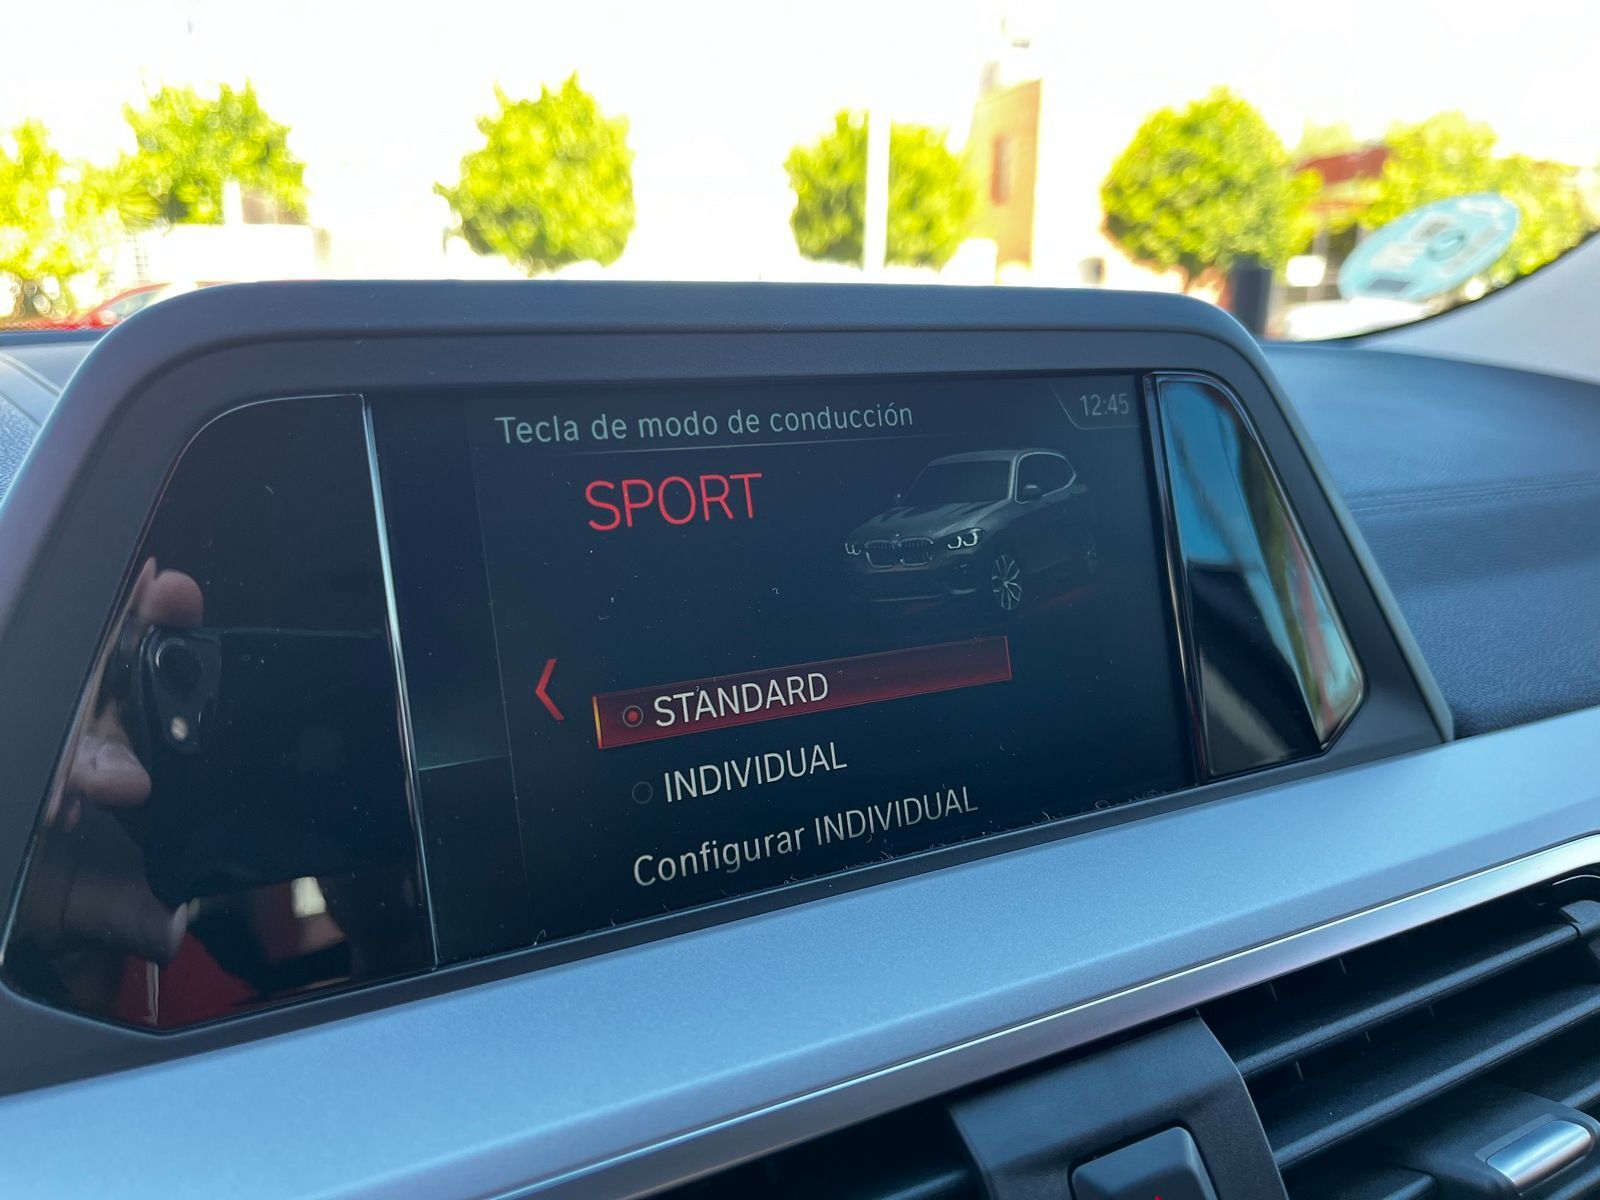 Tecla de modo de conducción
12:45
SPORT
STANDARD
INDIVIDUAL
Configurar INDIVIDUAL